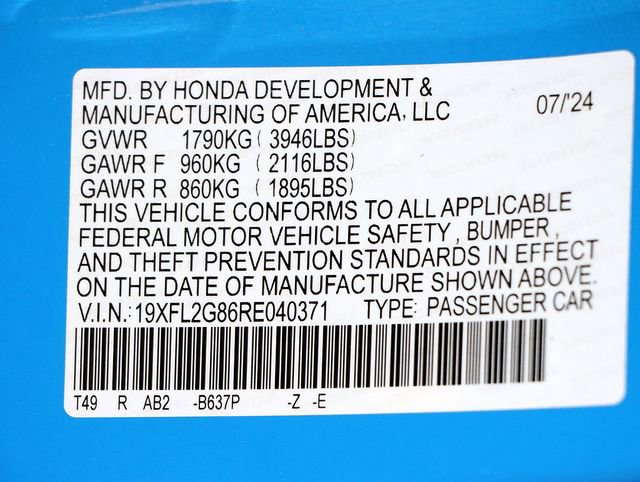 MFD. BY HONDA DEVELOPMENT &
MANUFACTURING OF AMERICA, LLC 07/'24
GVWR 1790KG ( 3946LBS)
GAWR F 960KG ( 2116LBS)
GAWR R 860KG ( 1895LBS)
THIS VEHICLE CONFORMS TO ALL APPLICABLE
FEDERAL MOTOR VEHICLE SAFETY , BUMPER ,
AND THEFT PREVENTION STANDARDS IN EFFECT
ON THE DATE OF MANUFACTURE SHOWN ABOVE.
V.I.N.: 19XFL2G86RE040371 TYPE: PASSENGER CAR
T49 R AB2 -B637P -Z -E